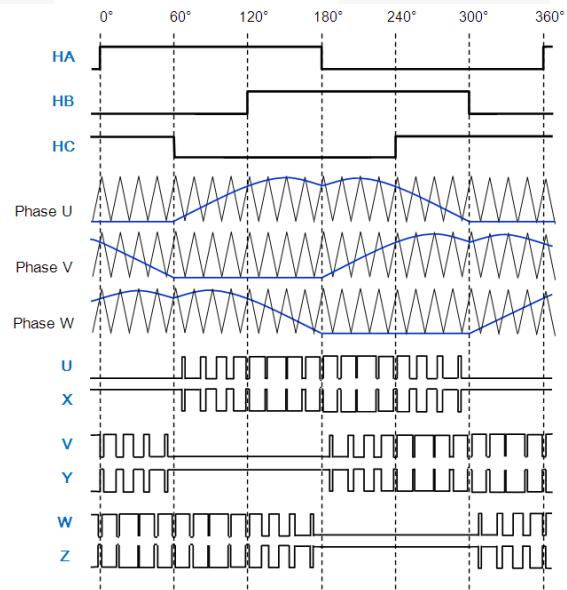 0° 60° 120° 180° 240° 300° 360°
HA
HB
HC
Phase U
Phase V
Phase W
U
X
V
Y
W
Z